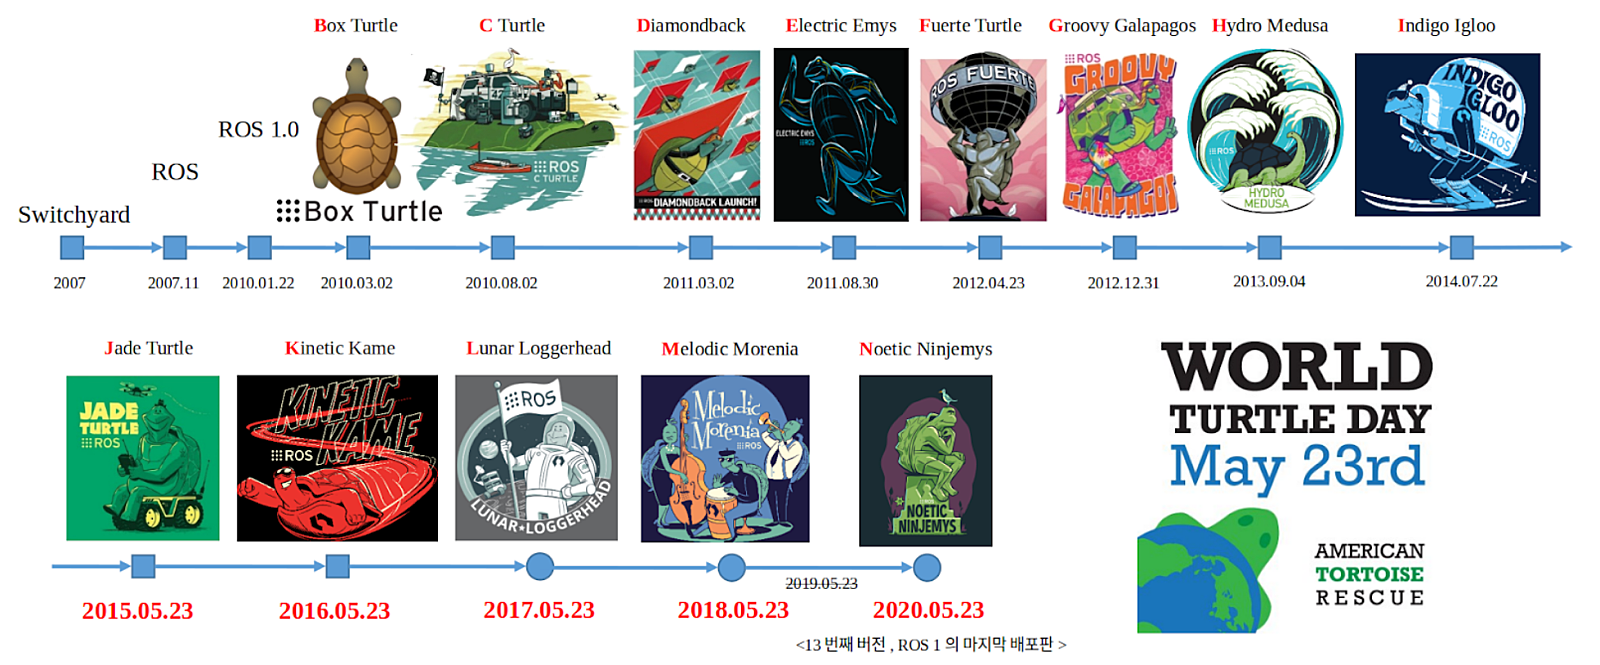 Box Turtle
C Turtle
Diamondback
Electric Emys
Fuerte Turtle
Groovy Galapagos
Hydro Medusa
Indigo Igloo
Switchyard
ROS
ROS 1.0
Box Turtle
ROS
C TURTLE
DIAMONDBACK LAUNCH!
ELECTRIC EMYS
ROS
ROS FUERTE
ROS
GROOVY
GALAPAGOS
ROS
HYDRO
MEDUSA
INDIGO
IGLOO
ROS
2007
2007.11
2010.01.22
2010.03.02
2010.08.02
2011.03.02
2011.08.30
2012.04.23
2012.12.31
2013.09.04
2014.07.22
Jade Turtle
Kinetic Kame
Lunar Loggerhead
Melodic Morenia
Noetic Ninjemys
JADE
TURTLE
ROS
KINETIC
KAME
ROS
ROS
LUNAR LOGGERHEAD
Melodic
Morenia
ROS
NOETIC
NINJEMYS
2015.05.23
2016.05.23
2017.05.23
2018.05.23
2019.05.23
2020.05.23
<13 번째 버전 , ROS 1 의 마지막 배포판 >
WORLD
TURTLE DAY
May 23rd
AMERICAN
TORTOISE
RESCUE